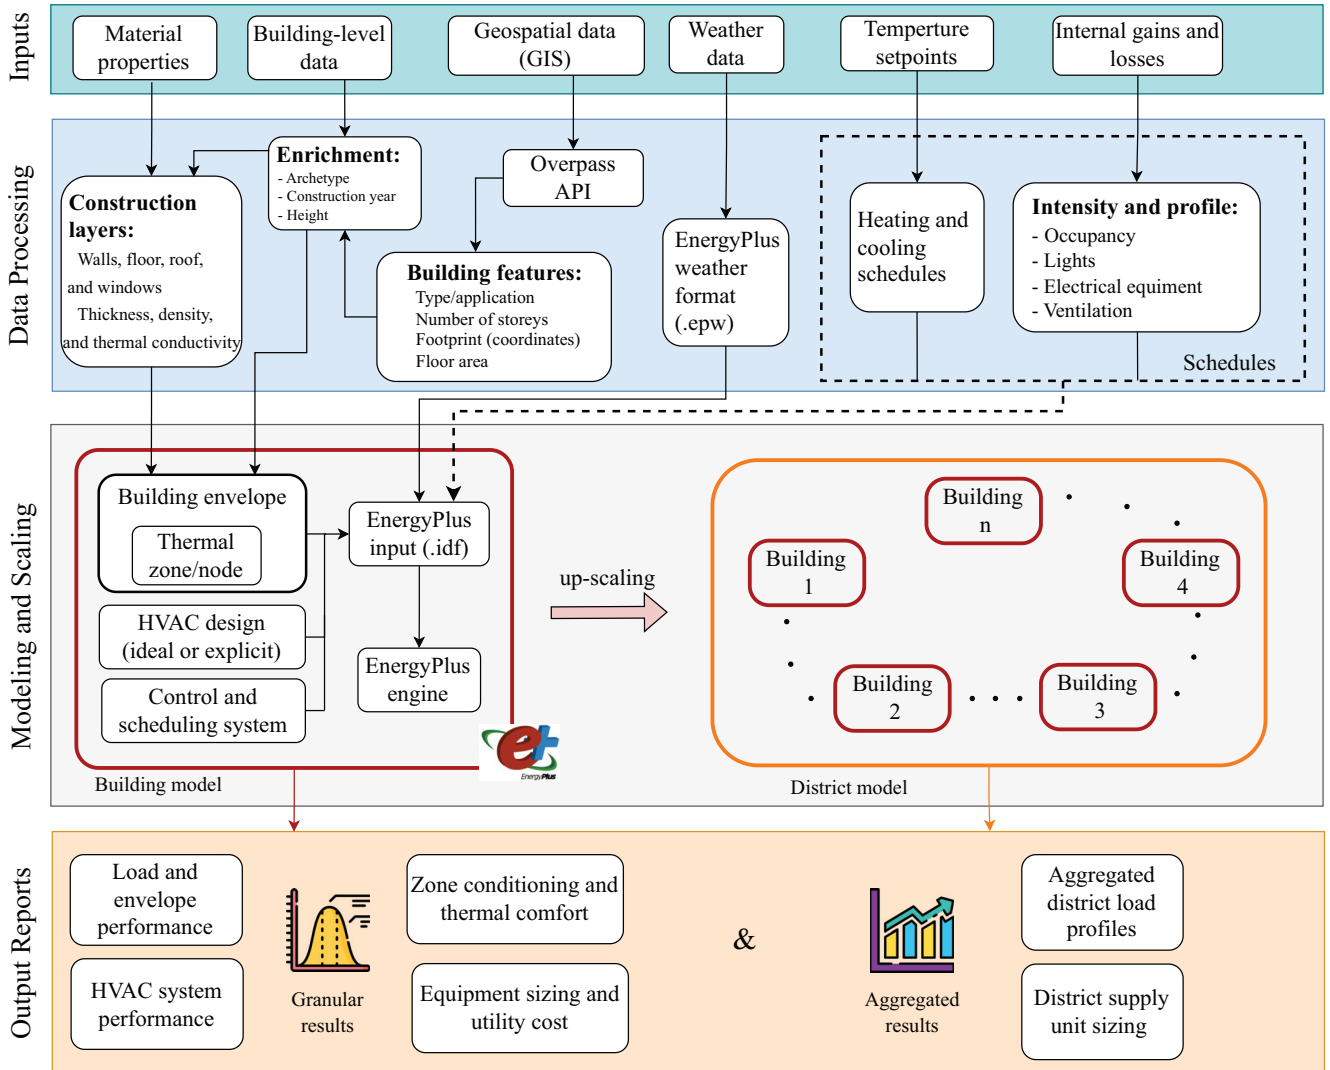 Inputs
Material
properties
Building-level
data
Geospatial data
(GIS)
Weather
data
Temperture
setpoints
Internal gains and
losses
Data Processing
Construction
layers:
Walls, floor, roof,
and windows
Thickness, density,
and thermal conductivity
Enrichment:
- Archetype
- Construction year
- Height
Overpass
API
Building features:
Type/application
Number of storeys
Footprint (coordinates)
Floor area
EnergyPlus
weather
format
(.epw)
Heating and
cooling
schedules
Intensity and profile:
- Occupancy
- Lights
- Electrical equiment
- Ventilation
Schedules
Modeling and Scaling
Building envelope
Thermal
zone/node
HVAC design
(ideal or explicit)
Control and
scheduling system
EnergyPlus
input (.idf)
EnergyPlus
engine
e+
EnergyPlus
Building model
up-scaling
Building
n
Building
1
Building
4
Building
2
Building
3
District model
Output Reports
Load and
envelope
performance
HVAC system
performance
Granular
results
Zone conditioning and
thermal comfort
Equipment sizing and
utility cost
&
Aggregated
results
Aggregated
district load
profiles
District supply
unit sizing